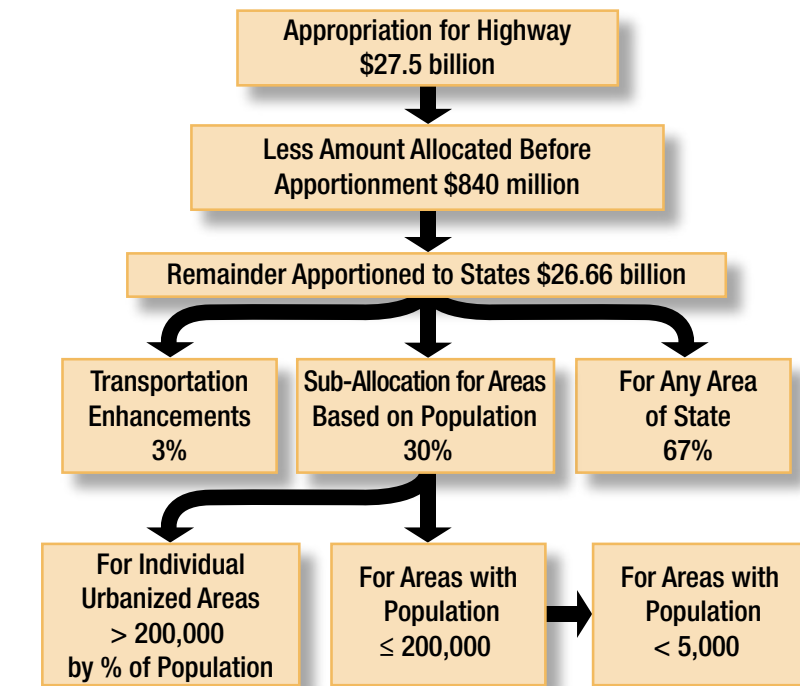 Appropriation for Highway
$27.5 billion
Less Amount Allocated Before
Apportionment $840 million
Remainder Apportioned to States $26.66 billion
Transportation
Enhancements
3%
Sub-Allocation for Areas
Based on Population
30%
For Any Area
of State
67%
For Individual
Urbanized Areas
> 200,000
by % of Population
For Areas with
Population
≤ 200,000
For Areas with
Population
< 5,000